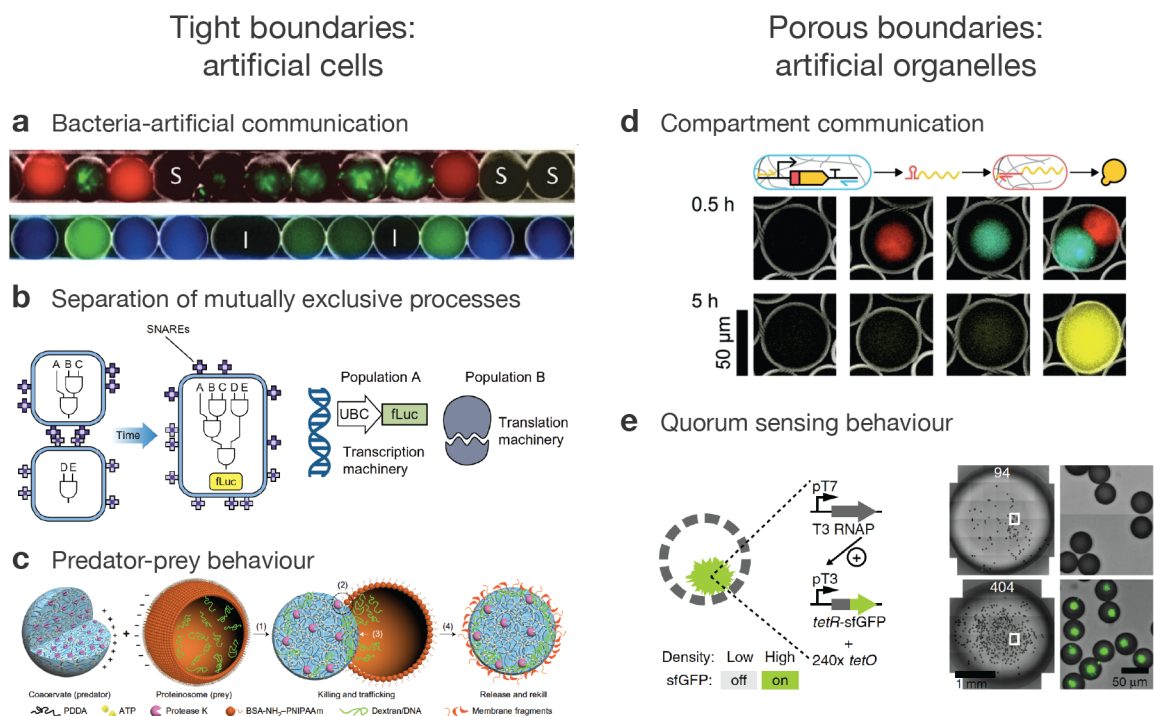 Tight boundaries:
artificial cells
a Bacteria-artificial communication
S
S
S
I
I
b Separation of mutually exclusive processes
SNAREs
A B C
D E
Time
A B C D E
fLuc
Population A
UBC
fLuc
Transcription
machinery
Population B
Translation
machinery
c Predator-prey behaviour
+
(1)
(2)
(3)
(4)
Coacervate (predator)
Proteinosome (prey)
Killing and trafficking
Release and rekill
PDDA
ATP
Protease K
BSA-NH2-PNIPAAm
Dextran/DNA
Membrane fragments
Porous boundaries:
artificial organelles
d Compartment communication
T
0.5 h
5 h
50 µm
e Quorum sensing behaviour
pT7
T3 RNAP
+
pT3
tetR-sfGFP
+
240x tetO
Density: Low High
sfGFP: off on
94
404
1 mm
50 µm